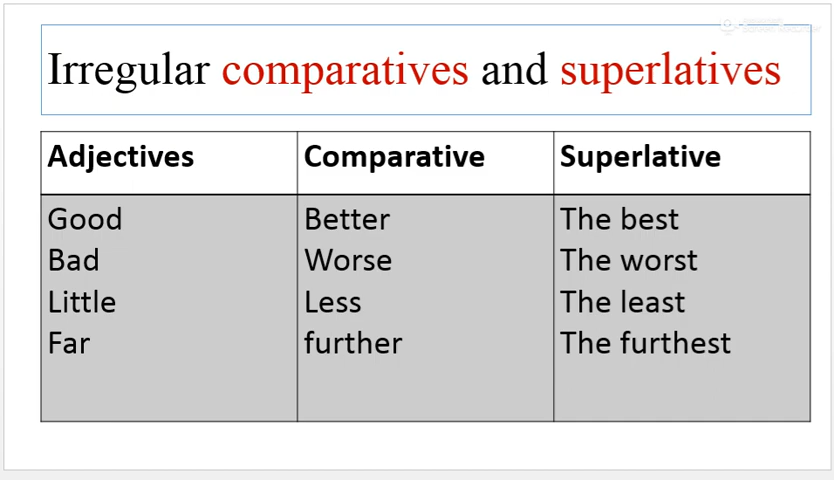 Irregular comparatives and superlatives
Adjectives Comparative Superlative
Good Better The best
Bad Worse The worst
Little Less The least
Far further The furthest